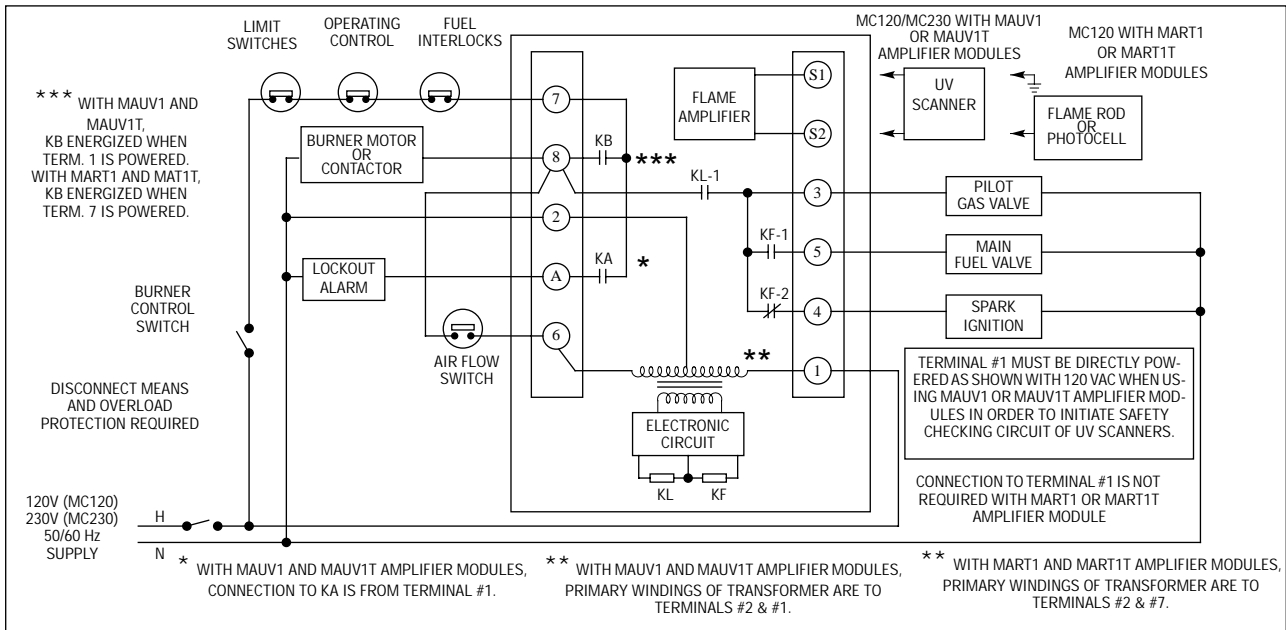 LIMIT
SWITCHES
OPERATING
CONTROL
FUEL
INTERLOCKS
MC120/MC230 WITH MAUV1
OR MAUV1T
AMPLIFIER MODULES
MC120 WITH MART1
OR MART1T
AMPLIFIER MODULES
*** WITH MAUV1 AND
MAUV1T,
KB ENERGIZED WHEN
TERM. 1 IS POWERED.
WITH MART1 AND MAT1T,
KB ENERGIZED WHEN
TERM. 7 IS POWERED.
7
FLAME
AMPLIFIER
S1
S2
UV
SCANNER
FLAME ROD
OR
PHOTOCELL
BURNER MOTOR
OR
CONTACTOR
8
KB
***
KL-1
3
PILOT
GAS VALVE
2
KF-1
5
MAIN
FUEL VALVE
LOCKOUT
ALARM
A
KA
*
KF-2
4
SPARK
IGNITION
BURNER
CONTROL
SWITCH
AIR FLOW
SWITCH
6
**
1
DISCONNECT MEANS
AND OVERLOAD
PROTECTION REQUIRED
ELECTRONIC
CIRCUIT
KL
KF
TERMINAL #1 MUST BE DIRECTLY POW-
ERED AS SHOWN WITH 120 VAC WHEN US-
ING MAUV1 OR MAUV1T AMPLIFIER MOD-
ULES IN ORDER TO INITIATE SAFETY
CHECKING CIRCUIT OF UV SCANNERS.
CONNECTION TO TERMINAL #1 IS NOT
REQUIRED WITH MART1 OR MART1T
AMPLIFIER MODULE
120V (MC120)
230V (MC230)
50/60 Hz
SUPPLY
H
N
* WITH MAUV1 AND MAUV1T AMPLIFIER MODULES,
CONNECTION TO KA IS FROM TERMINAL #1.
** WITH MAUV1 AND MAUV1T AMPLIFIER MODULES,
PRIMARY WINDINGS OF TRANSFORMER ARE TO
TERMINALS #2 & #1.
** WITH MART1 AND MART1T AMPLIFIER MODULES,
PRIMARY WINDINGS OF TRANSFORMER ARE TO
TERMINALS #2 & #7.